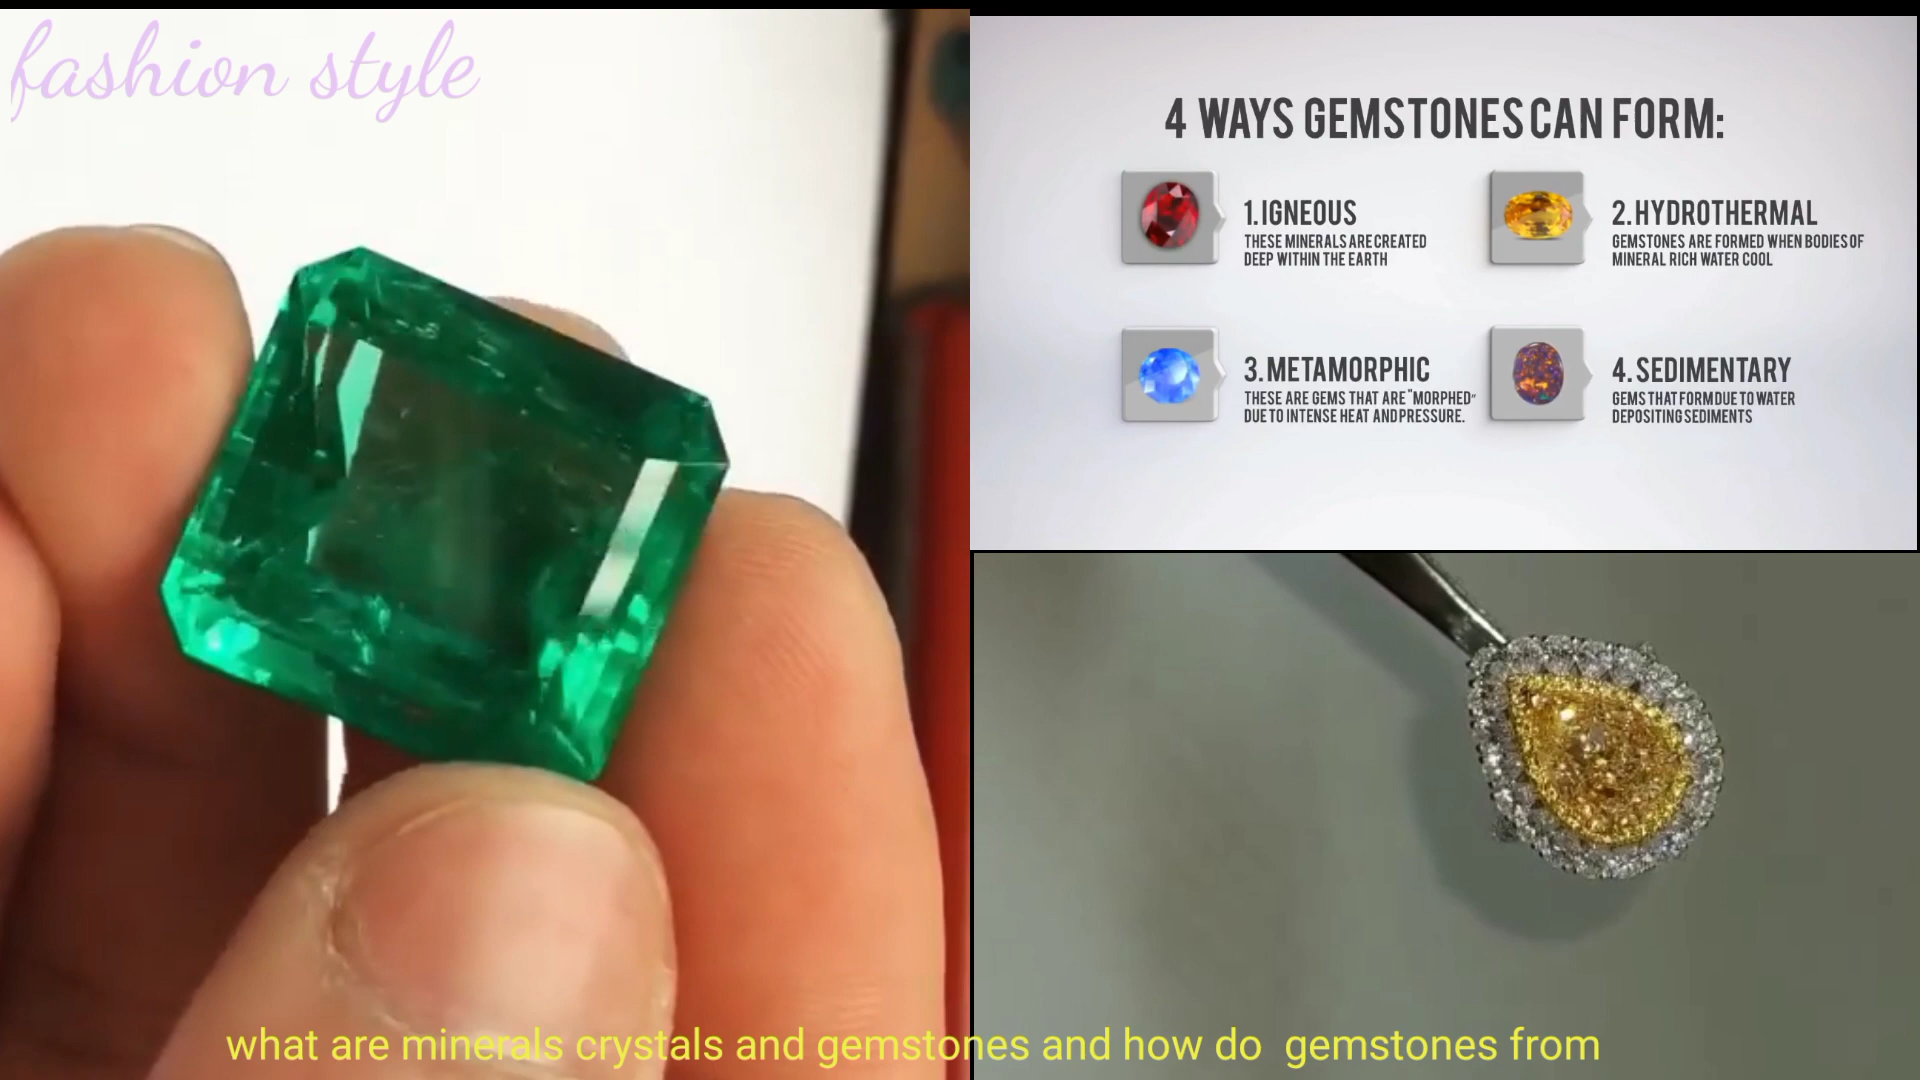 fashion style
4 WAYS GEMSTONES CAN FORM:
1. IGNEOUS
THESE MINERALS ARE CREATED
DEEP WITHIN THE EARTH
2. HYDROTHERMAL
GEMSTONES ARE FORMED WHEN BODIES OF
MINERAL RICH WATER COOL
3. METAMORPHIC
THESE ARE GEMS THAT ARE "MORPHED"
DUE TO INTENSE HEAT AND PRESSURE.
4. SEDIMENTARY
GEMS THAT FORM DUE TO WATER
DEPOSITING SEDIMENTS
what are minerals crystals and gemstones and how do gemstones from